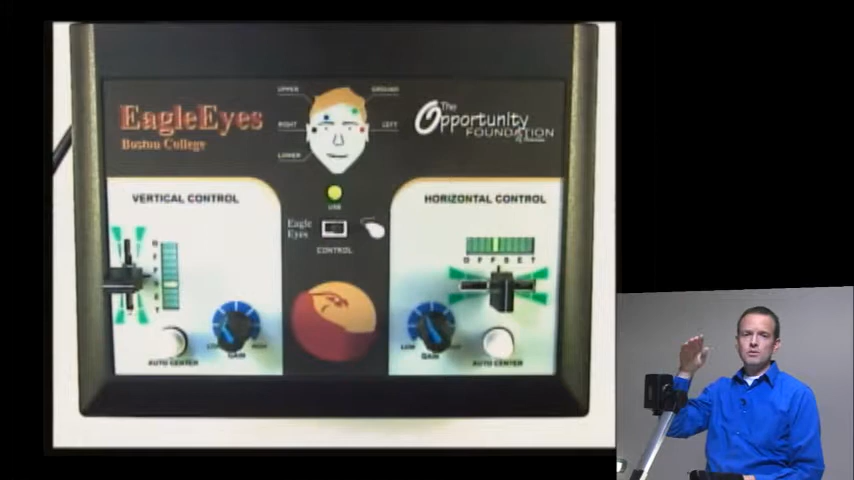 EagleEyes
Boston College
UPPER
RIGHT
LOWER
GROUND
LEFT
The
Opportunity
FOUNDATION
USB
Eagle
Eyes
CONTROL
VERTICAL CONTROL
OFFSET
LOW
HIGH
GAIN
AUTO CENTER
HORIZONTAL CONTROL
OFFSET
LOW
GAIN
AUTO CENTER